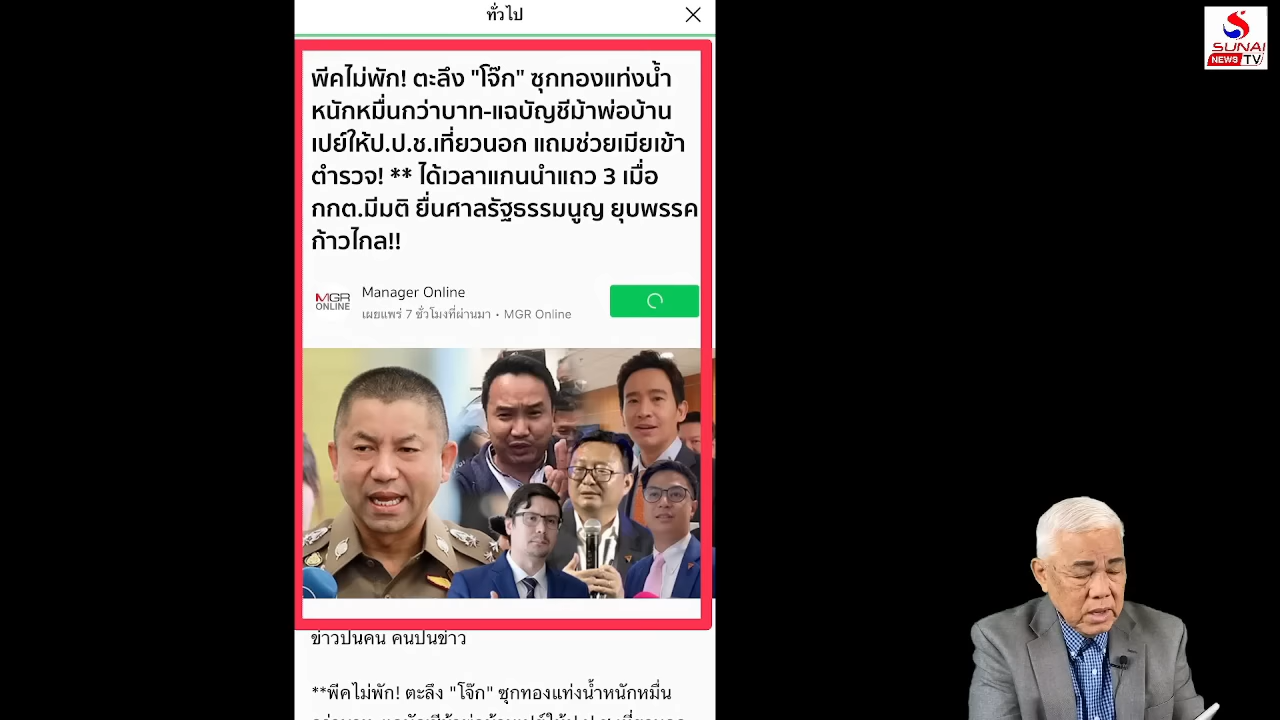 ทั่วไป
SUNAI
NEWS TV
พีคไม่พัก! ตะลึง "โจ๊ก" ซุกทองแท่งน้ำ
หนักหมื่นกว่าบาท-แฉบัญชีม้าพ่อบ้าน
เปย์ให้ป.ป.ช.เที่ยวนอก แถมช่วยเมียเข้า
ตำรวจ! ** ได้เวลาแกนนำแถว 3 เมื่อ
กกต.มีมติ ยื่นศาลรัฐธรรมนูญ ยุบพรรค
ก้าวไกล!!
MGR
ONLINE
Manager Online
เผยแพร่ 7 ชั่วโมงที่ผ่านมา • MGR Online
ข่าวปนคน คนปนข่าว
**พีคไม่พัก! ตะลึง "โจ๊ก" ซุกทองแท่งน้ำหนักหมื่น